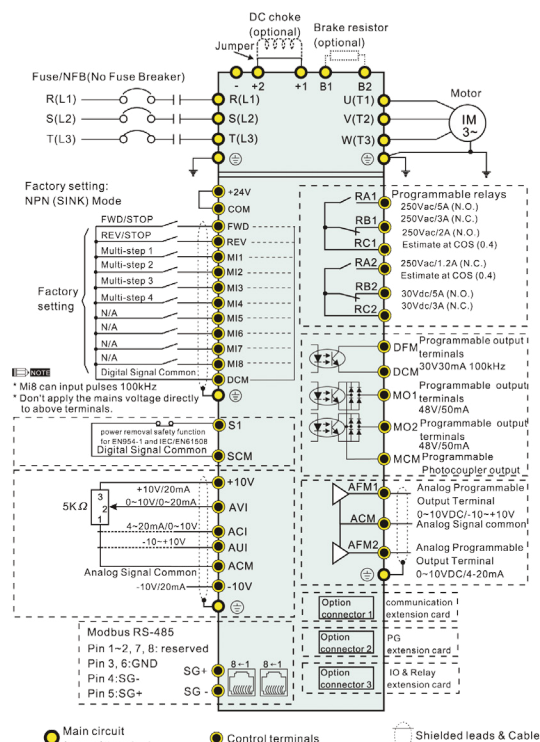 DC choke
(optional)
Brake resistor
(optional)
Jumper
- +2 +1 B1 B2
Fuse/NFB(No Fuse Breaker)
R(L1) R(L1) U(T1) Motor
S(L2) S(L2) V(T2) IM
T(L3) T(L3) W(T3) 3~
Factory setting:
NPN (SINK) Mode
+24V
COM
FWD/STOP FWD
REV/STOP REV
Multi-step 1 MI1
Multi-step 2 MI2
Multi-step 3 MI3
Multi-step 4 MI4
Factory
setting
N/A MI5
N/A MI6
N/A MI7
N/A MI8
Digital Signal Common DCM
NOTE
* Mi8 can input pulses 100kHz
* Don't apply the mains voltage directly
to above terminals.
RA1 Programmable relays
250Vac/5A (N.O.)
RB1 250Vac/3A (N.C.)
250Vac/2A (N.O.)
RC1 Estimate at COS (0.4)
RA2 250Vac/1.2A (N.C.)
Estimate at COS (0.4)
RB2 30Vdc/5A (N.O.)
30Vdc/3A (N.C.)
RC2
DFM Programmable output
terminals
DCM 30V30mA 100kHz
MO1 Programmable output
terminals
48V/50mA
MO2 Programmable output
terminals
48V/50mA
MCM Programmable
Photocoupler output
S1
power removal safety function
for EN954-1 and IEC/EN61508
Digital Signal Common SCM
+10V
+10V/20mA
5KΩ 3 2 1
0~10V/0~20mA AVI
4~20mA/0~10V ACI
-10~+10V AUI
ACM
Analog Signal Common
-10V/20mA -10V
AFM1 Analog Programmable
Output Terminal
0~10VDC/-10~+10V
ACM Analog Signal common
AFM2 Analog Programmable
Output Terminal
0~10VDC/4-20mA
Option
connector 1
communication
extension card
Option
connector 2
PG
extension card
Option
connector 3
IO & Relay
extension card
Modbus RS-485
Pin 1~2, 7, 8: reserved
Pin 3, 6:GND
Pin 4:SG-
Pin 5:SG+
SG+ 8←1 8←1
SG -
Main circuit
Control terminals
Shielded leads & Cable